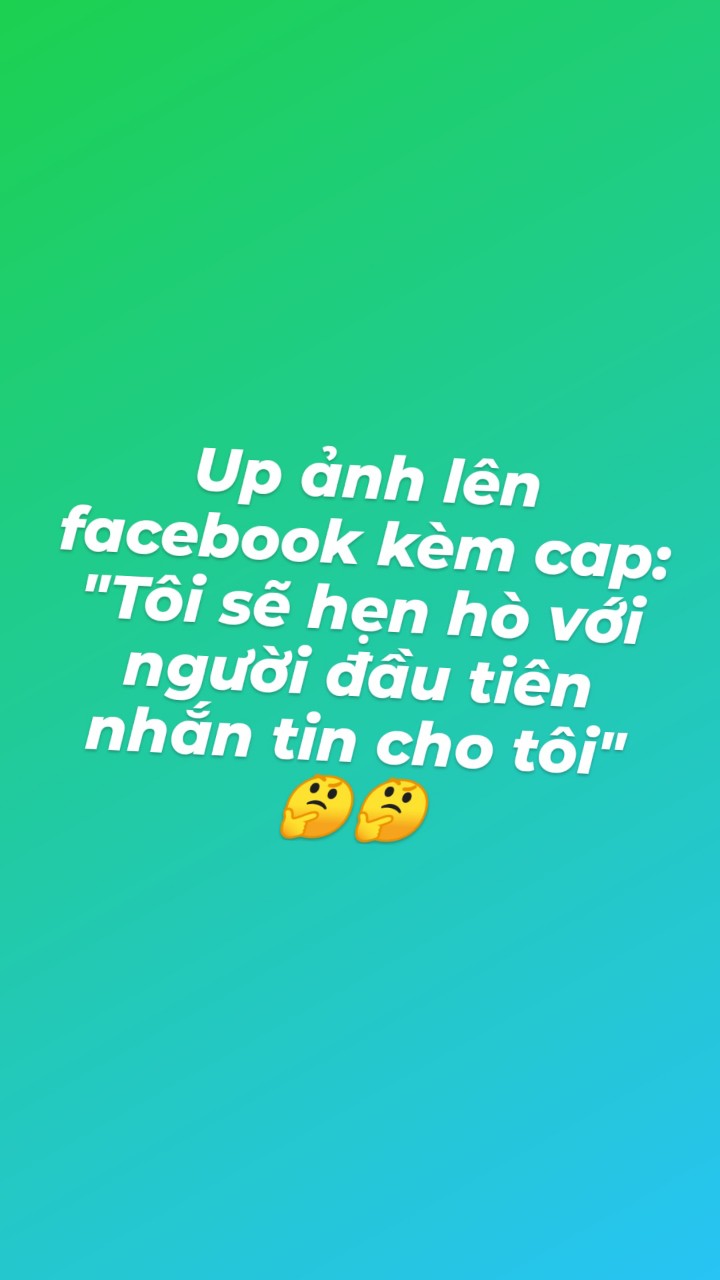 Up ảnh lên
facebook kèm cap:
"Tôi sẽ hẹn hò với
người đầu tiên
nhắn tin cho tôi"
🤔🤔